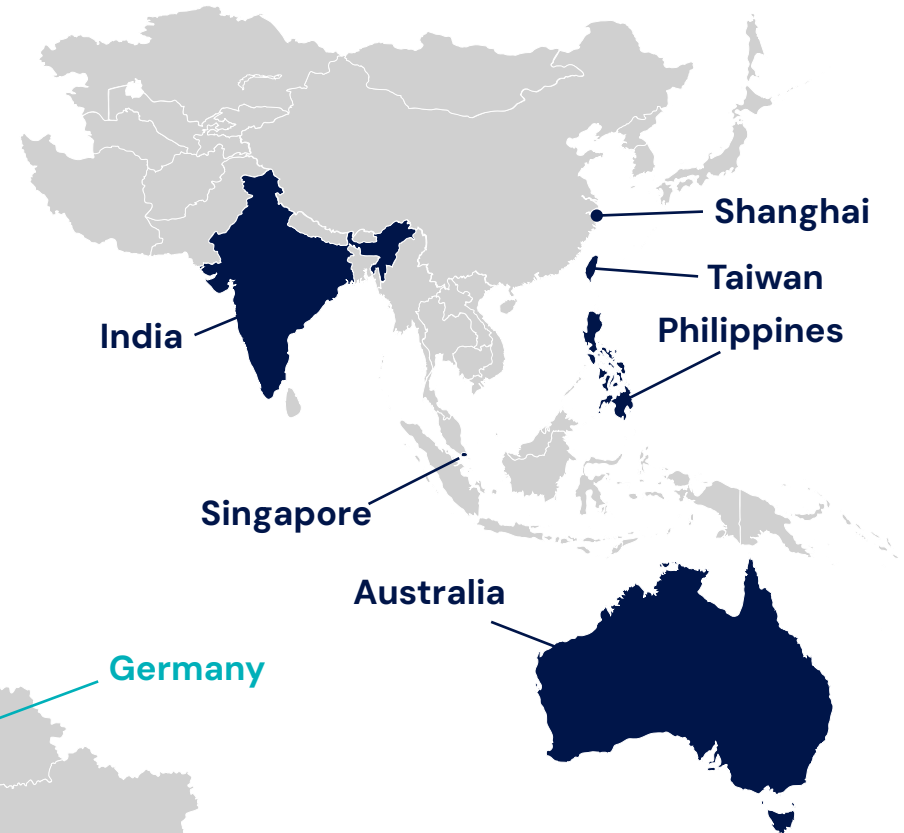 Shanghai
Taiwan
Philippines
India
Singapore
Australia
Germany